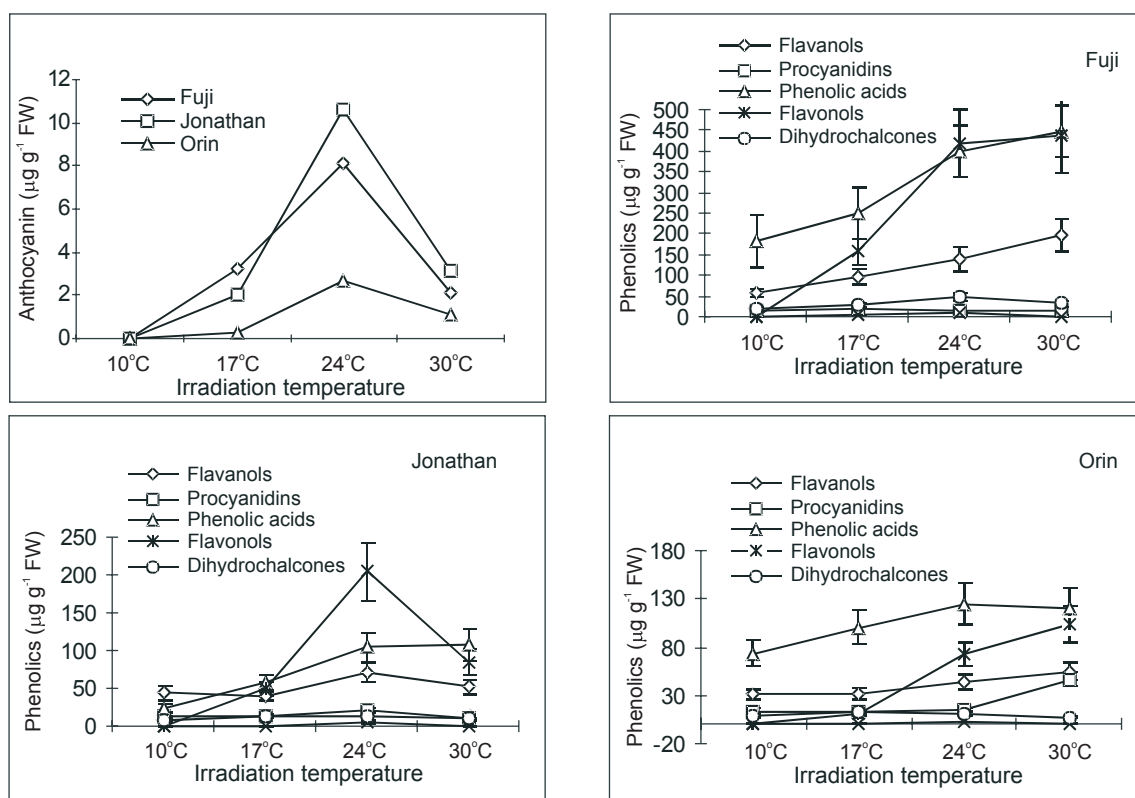 12
10
8
6
4
2
0
Anthocyanin (µg g⁻¹ FW)
Fuji
Jonathan
Orin
10°C 17°C 24°C 30°C
Irradiation temperature
Fuji
Flavanols
Procyanidins
Phenolic acids
Flavonols
Dihydrochalcones
500
450
400
350
300
250
200
150
100
50
0
Phenolics (µg g⁻¹ FW)
10°C 17°C 24°C 30°C
Irradiation temperature
Jonathan
Flavanols
Procyanidins
Phenolic acids
Flavonols
Dihydrochalcones
250
200
150
100
50
0
Phenolics (µg g⁻¹ FW)
10°C 17°C 24°C 30°C
Irradiation temperature
Orin
Flavanols
Procyanidins
Phenolic acids
Flavonols
Dihydrochalcones
180
130
80
30
-20
Phenolics (µg g⁻¹ FW)
10°C 17°C 24°C 30°C
Irradiation temperature